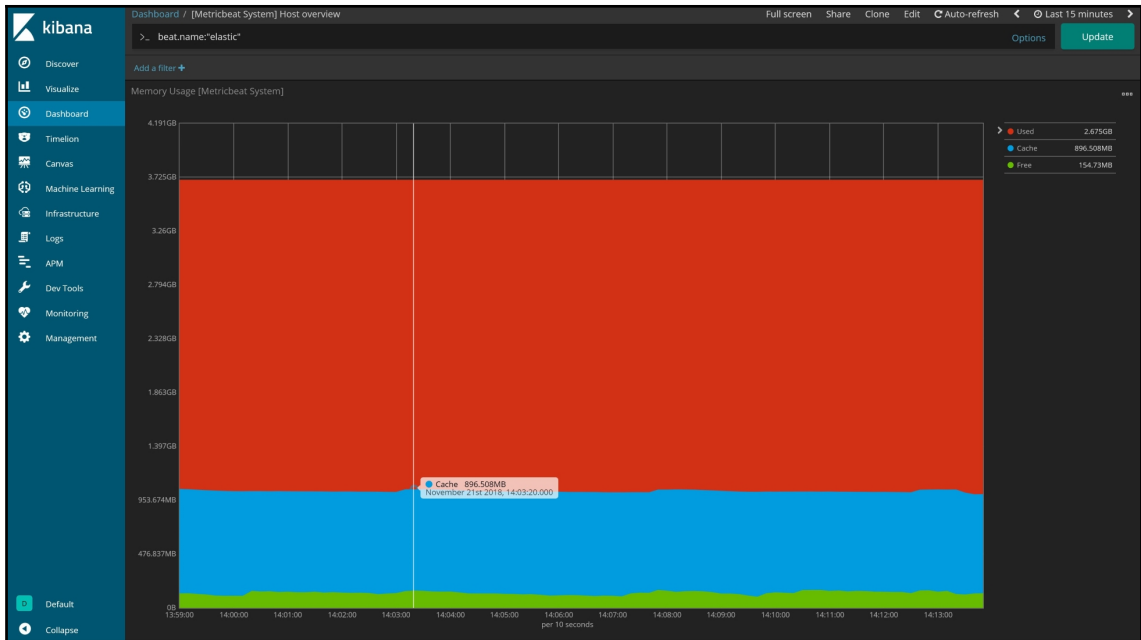 kibana
Discover
Visualize
Dashboard
Timelion
Canvas
Machine Learning
Infrastructure
Logs
APM
Dev Tools
Monitoring
Management
D Default
Collapse
Dashboard / [Metricbeat System] Host overview
Full screen Share Clone Edit Auto-refresh Last 15 minutes
>_ beat.name:"elastic"
Options Update
Add a filter +
Memory Usage [Metricbeat System]
4.191GB
3.725GB
3.26GB
2.794GB
2.328GB
1.863GB
1.397GB
953.674MB
476.837MB
0B
13:59:00 14:00:00 14:01:00 14:02:00 14:03:00 14:04:00 14:05:00 14:06:00 14:07:00 14:08:00 14:09:00 14:10:00 14:11:00 14:12:00 14:13:00
per 10 seconds
Cache 896.508MB
November 21st 2018, 14:03:20.000
Used 2.675GB
Cache 896.508MB
Free 154.73MB